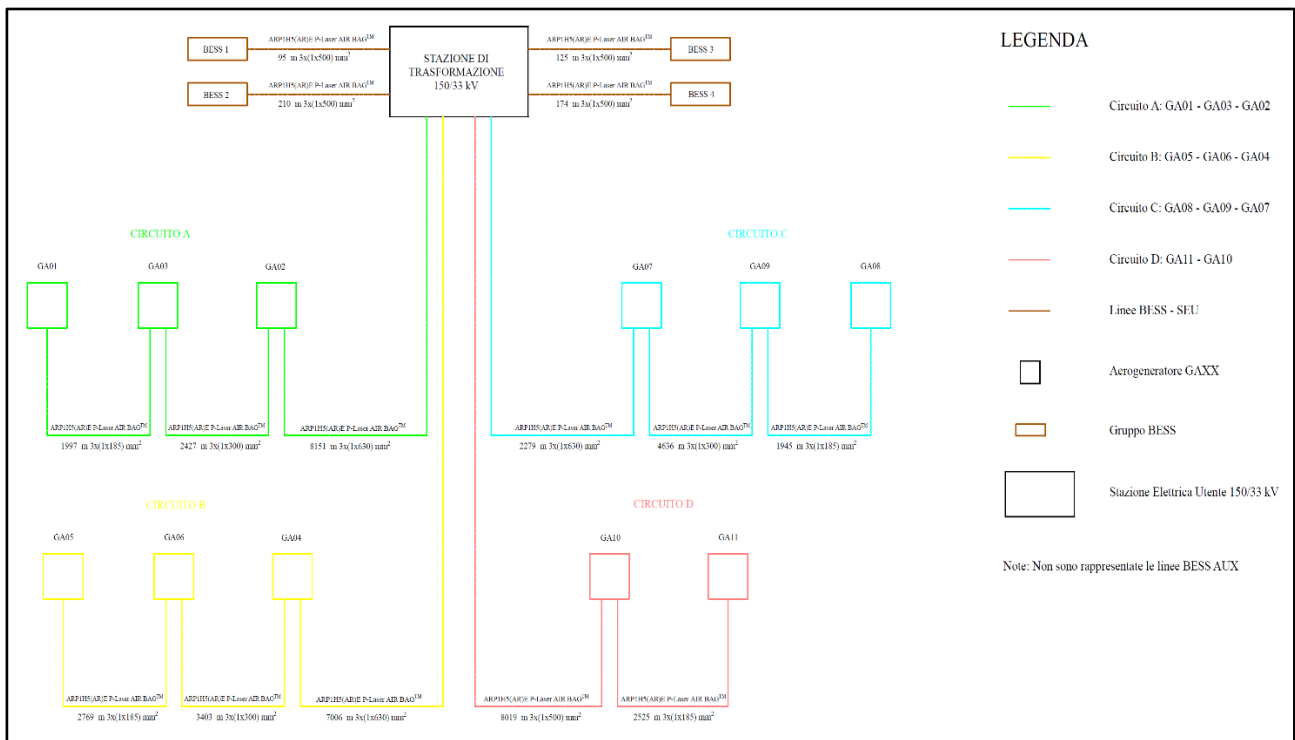 ARP1H5(AR)E P-Laser AIR BAG™
BESS 1
95 m 3x(1x500) mm²
ARP1H5(AR)E P-Laser AIR BAG™
BESS 2
210 m 3x(1x500) mm²
STAZIONE DI
TRASFORMAZIONE
150/33 kV
ARP1H5(AR)E P-Laser AIR BAG™
BESS 3
125 m 3x(1x500) mm²
ARP1H5(AR)E P-Laser AIR BAG™
BESS 4
174 m 3x(1x500) mm²
CIRCUITO A
GA01
GA03
GA02
ARP1H5(AR)E P-Laser AIR BAG™
1997 m 3x(1x185) mm²
ARP1H5(AR)E P-Laser AIR BAG™
2427 m 3x(1x300) mm²
ARP1H5(AR)E P-Laser AIR BAG™
8151 m 3x(1x630) mm²
CIRCUITO C
GA07
GA09
GA08
ARP1H5(AR)E P-Laser AIR BAG™
2279 m 3x(1x630) mm²
ARP1H5(AR)E P-Laser AIR BAG™
4636 m 3x(1x300) mm²
ARP1H5(AR)E P-Laser AIR BAG™
1945 m 3x(1x185) mm²
CIRCUITO B
GA05
GA06
GA04
ARP1H5(AR)E P-Laser AIR BAG™
2769 m 3x(1x185) mm²
ARP1H5(AR)E P-Laser AIR BAG™
3403 m 3x(1x300) mm²
ARP1H5(AR)E P-Laser AIR BAG™
7006 m 3x(1x630) mm²
CIRCUITO D
GA10
GA11
ARP1H5(AR)E P-Laser AIR BAG™
8019 m 3x(1x500) mm²
ARP1H5(AR)E P-Laser AIR BAG™
2525 m 3x(1x185) mm²
LEGENDA
Circuito A: GA01 - GA03 - GA02
Circuito B: GA05 - GA06 - GA04
Circuito C: GA08 - GA09 - GA07
Circuito D: GA11 - GA10
Linee BESS - SEU
Aerogeneratore GAXX
Gruppo BESS
Stazione Elettrica Utente 150/33 kV
Note: Non sono rappresentate le linee BESS AUX